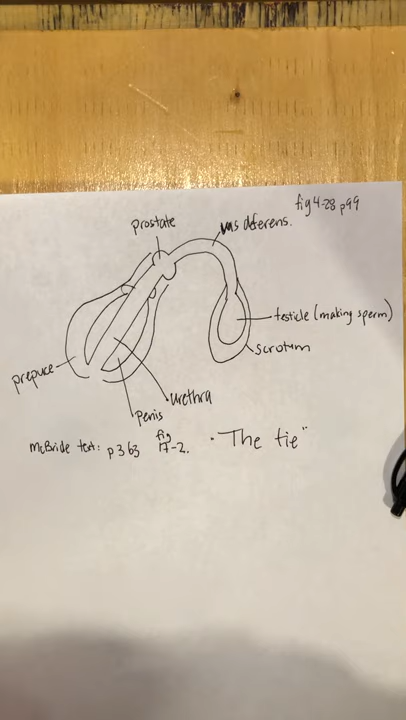 fig 4-28 p99
prostate
vas deferens.
testicle (making sperm)
scrotum
prepuce
urethra
penis
McBride text: p363 fig 17-2.
• The tie"